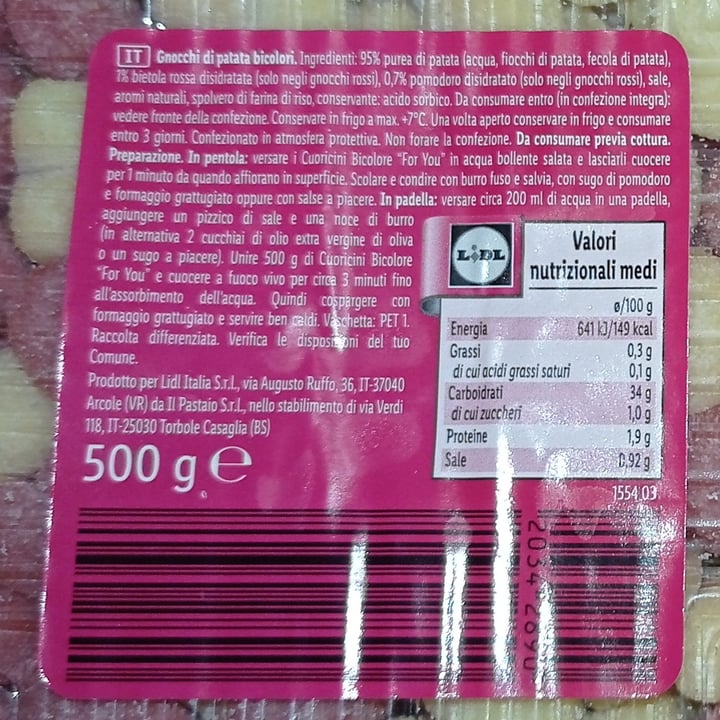 IT Gnocchi di patata bicolori. Ingredienti: 95% purea di patata (acqua, fiocchi di patata, fecola di patata),
1% bietola rossa disidratata (solo negli gnocchi rossi), 0,7% pomodoro disidratato (solo negli gnocchi rossi), sale,
aromi naturali, spolvero di farina di riso, conservante: acido sorbico. Da consumare entro (in confezione integra):
vedere fronte della confezione. Conservare in frigo a max. +7°C. Una volta aperto conservare in frigo e consumare
entro 3 giorni. Confezionato in atmosfera protettiva. Non forare la confezione. Da consumare previa cottura.
Preparazione. In pentola: versare i Cuoricini Bicolore "For You" in acqua bollente salata e lasciarli cuocere
per 1 minuto da quando affiorano in superficie. Scolare e condire con burro fuso e salvia, con sugo di pomodoro
e formaggio grattugiato oppure con salse a piacere. In padella: versare circa 200 ml di acqua in una padella,
aggiungere un pizzico di sale e una noce di burro
(in alternativa 2 cucchiai di olio extra vergine di oliva
o un sugo a piacere). Unire 500 g di Cuoricini Bicolore
"For You" e cuocere a fuoco vivo per circa 3 minuti fino
all'assorbimento dell'acqua. Quindi cospargere con
formaggio grattugiato e servire ben caldi. Vaschetta: PET 1.
Raccolta differenziata. Verifica le disposizioni del tuo
Comune.
Prodotto per Lidl Italia S.r.l., via Augusto Ruffo, 36, IT-37040
Arcole (VR) da Il Pastaio S.r.l., nello stabilimento di via Verdi
118, IT-25030 Torbole Casaglia (BS)
500 g e
LIDL
Valori
nutrizionali medi
ø/100 g
Energia 641 kJ/149 kcal
Grassi 0,3 g
di cui acidi grassi saturi 0,1 g
Carboidrati 34 g
di cui zuccheri 1,0 g
Proteine 1,9 g
Sale 0,92 g
1554 03
2034 2890